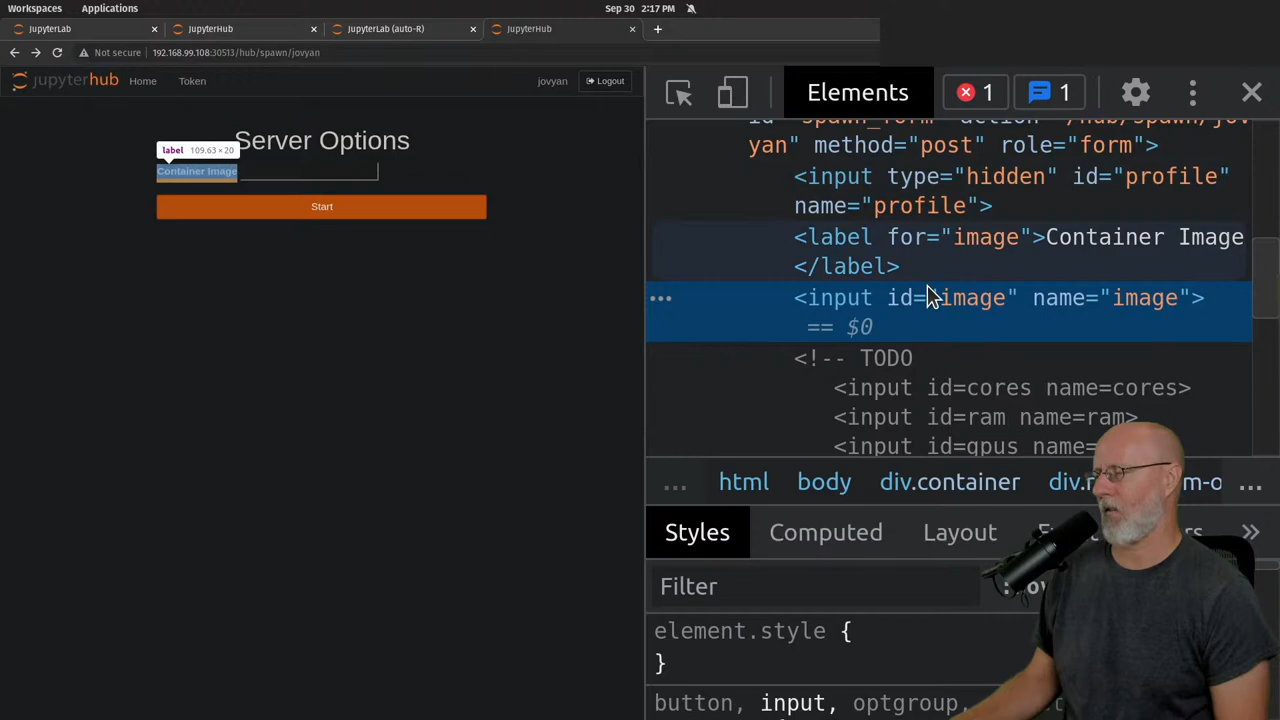 Workspaces Applications Sep 30 2:17 PM
JupyterLab × JupyterHub × JupyterLab (auto-R) × JupyterHub × +
Not secure 192.168.99.108:30513/hub/spawn/jovyan
jupyterhub Home Token jovyan Logout
Server Options
label 109.63 × 20
Container Image
Start
Elements 1 1
yan" method="post" role="form">
<input type="hidden" id="profile"
name="profile">
<label for="image">Container Image
</label>
<input id="image" name="image">
== $0
<!-- TODO
<input id=cores name=cores>
<input id=ram name=ram>
<input id=gpus name=
... html body div.container ...
Styles Computed Layout
Filter
element.style {
}
button, input, optgroup,